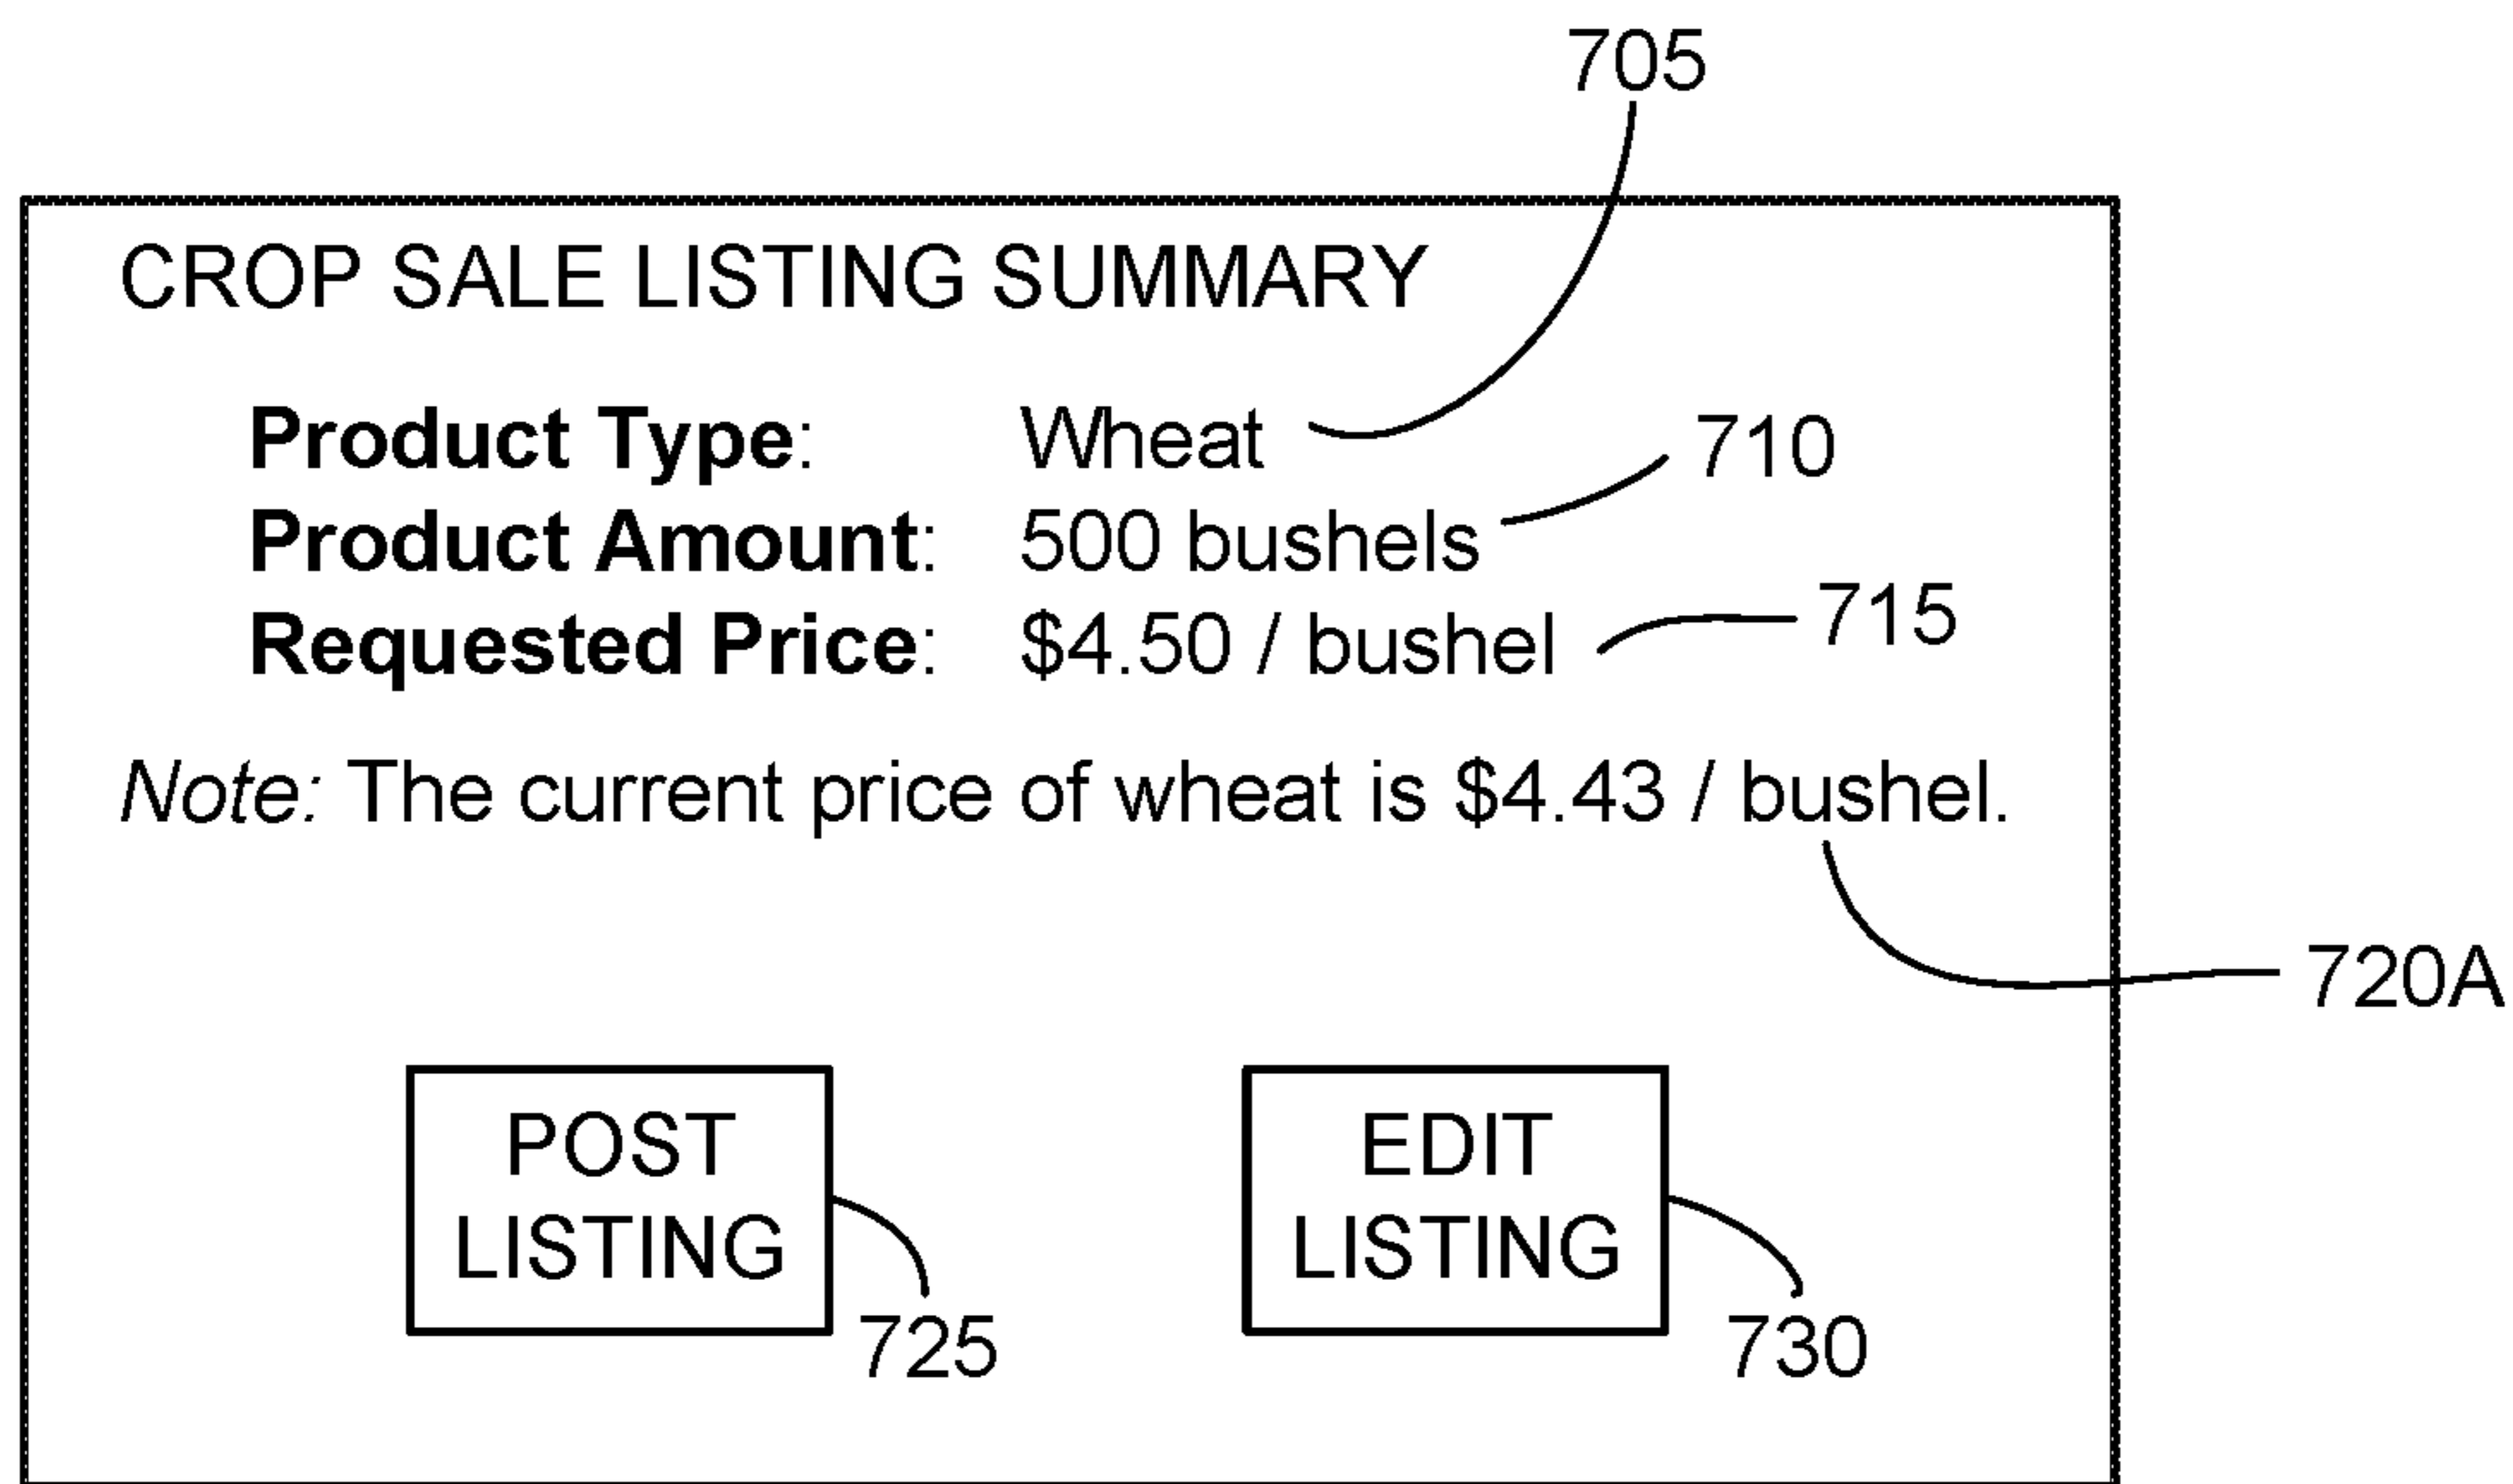 705
CROP SALE LISTING SUMMARY
Product Type: Wheat
710
Product Amount: 500 bushels
715
Requested Price: $4.50 / bushel
Note: The current price of wheat is $4.43 / bushel.
720A
POST
LISTING
725
EDIT
LISTING
730